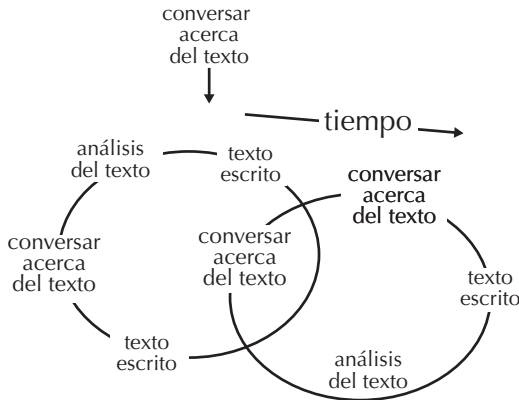 conversar
acerca
del texto
tiempo
análisis
del texto
texto
escrito
conversar
acerca
del texto
conversar
acerca
del texto
conversar
acerca
del texto
texto
escrito
texto
escrito
análisis
del texto